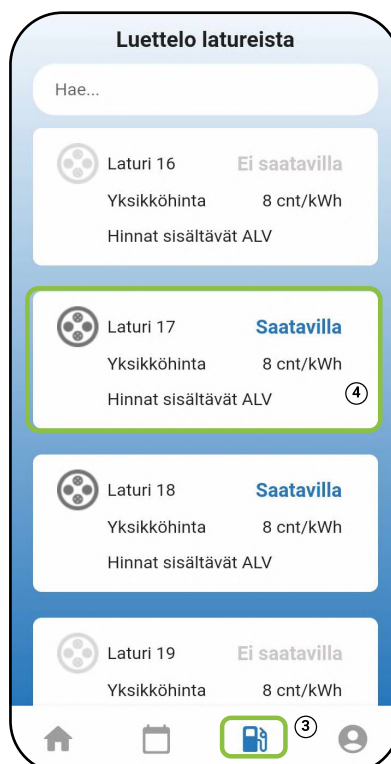 Luettelo latureista
Hae...
Laturi 16 Ei saatavilla
Yksikköhinta 8 cnt/kWh
Hinnat sisältävät ALV
Laturi 17 Saatavilla
Yksikköhinta 8 cnt/kWh
Hinnat sisältävät ALV
4
Laturi 18 Saatavilla
Yksikköhinta 8 cnt/kWh
Hinnat sisältävät ALV
Laturi 19 Ei saatavilla
Yksikköhinta 8 cnt/kWh
3